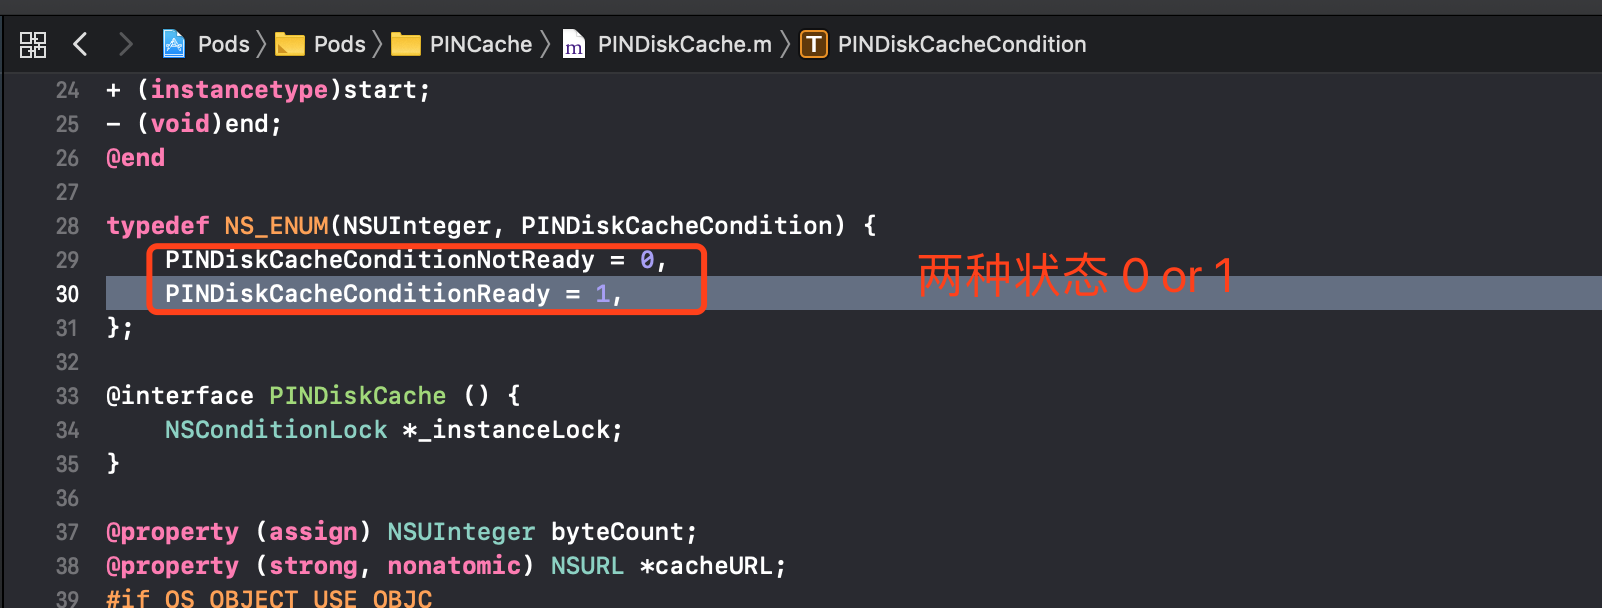 Pods Pods PINCache PINDiskCache.m PINDiskCacheCondition
24 + (instancetype)start;
25 - (void)end;
26 @end
27
28 typedef NS_ENUM(NSUInteger, PINDiskCacheCondition) {
29 PINDiskCacheConditionNotReady = 0,
30 PINDiskCacheConditionReady = 1,
两种状态 0 or 1
31 };
32
33 @interface PINDiskCache () {
34 NSConditionLock *_instanceLock;
35 }
36
37 @property (assign) NSUInteger byteCount;
38 @property (strong, nonatomic) NSURL *cacheURL;
39 #if OS_OBJECT_USE_OBJC